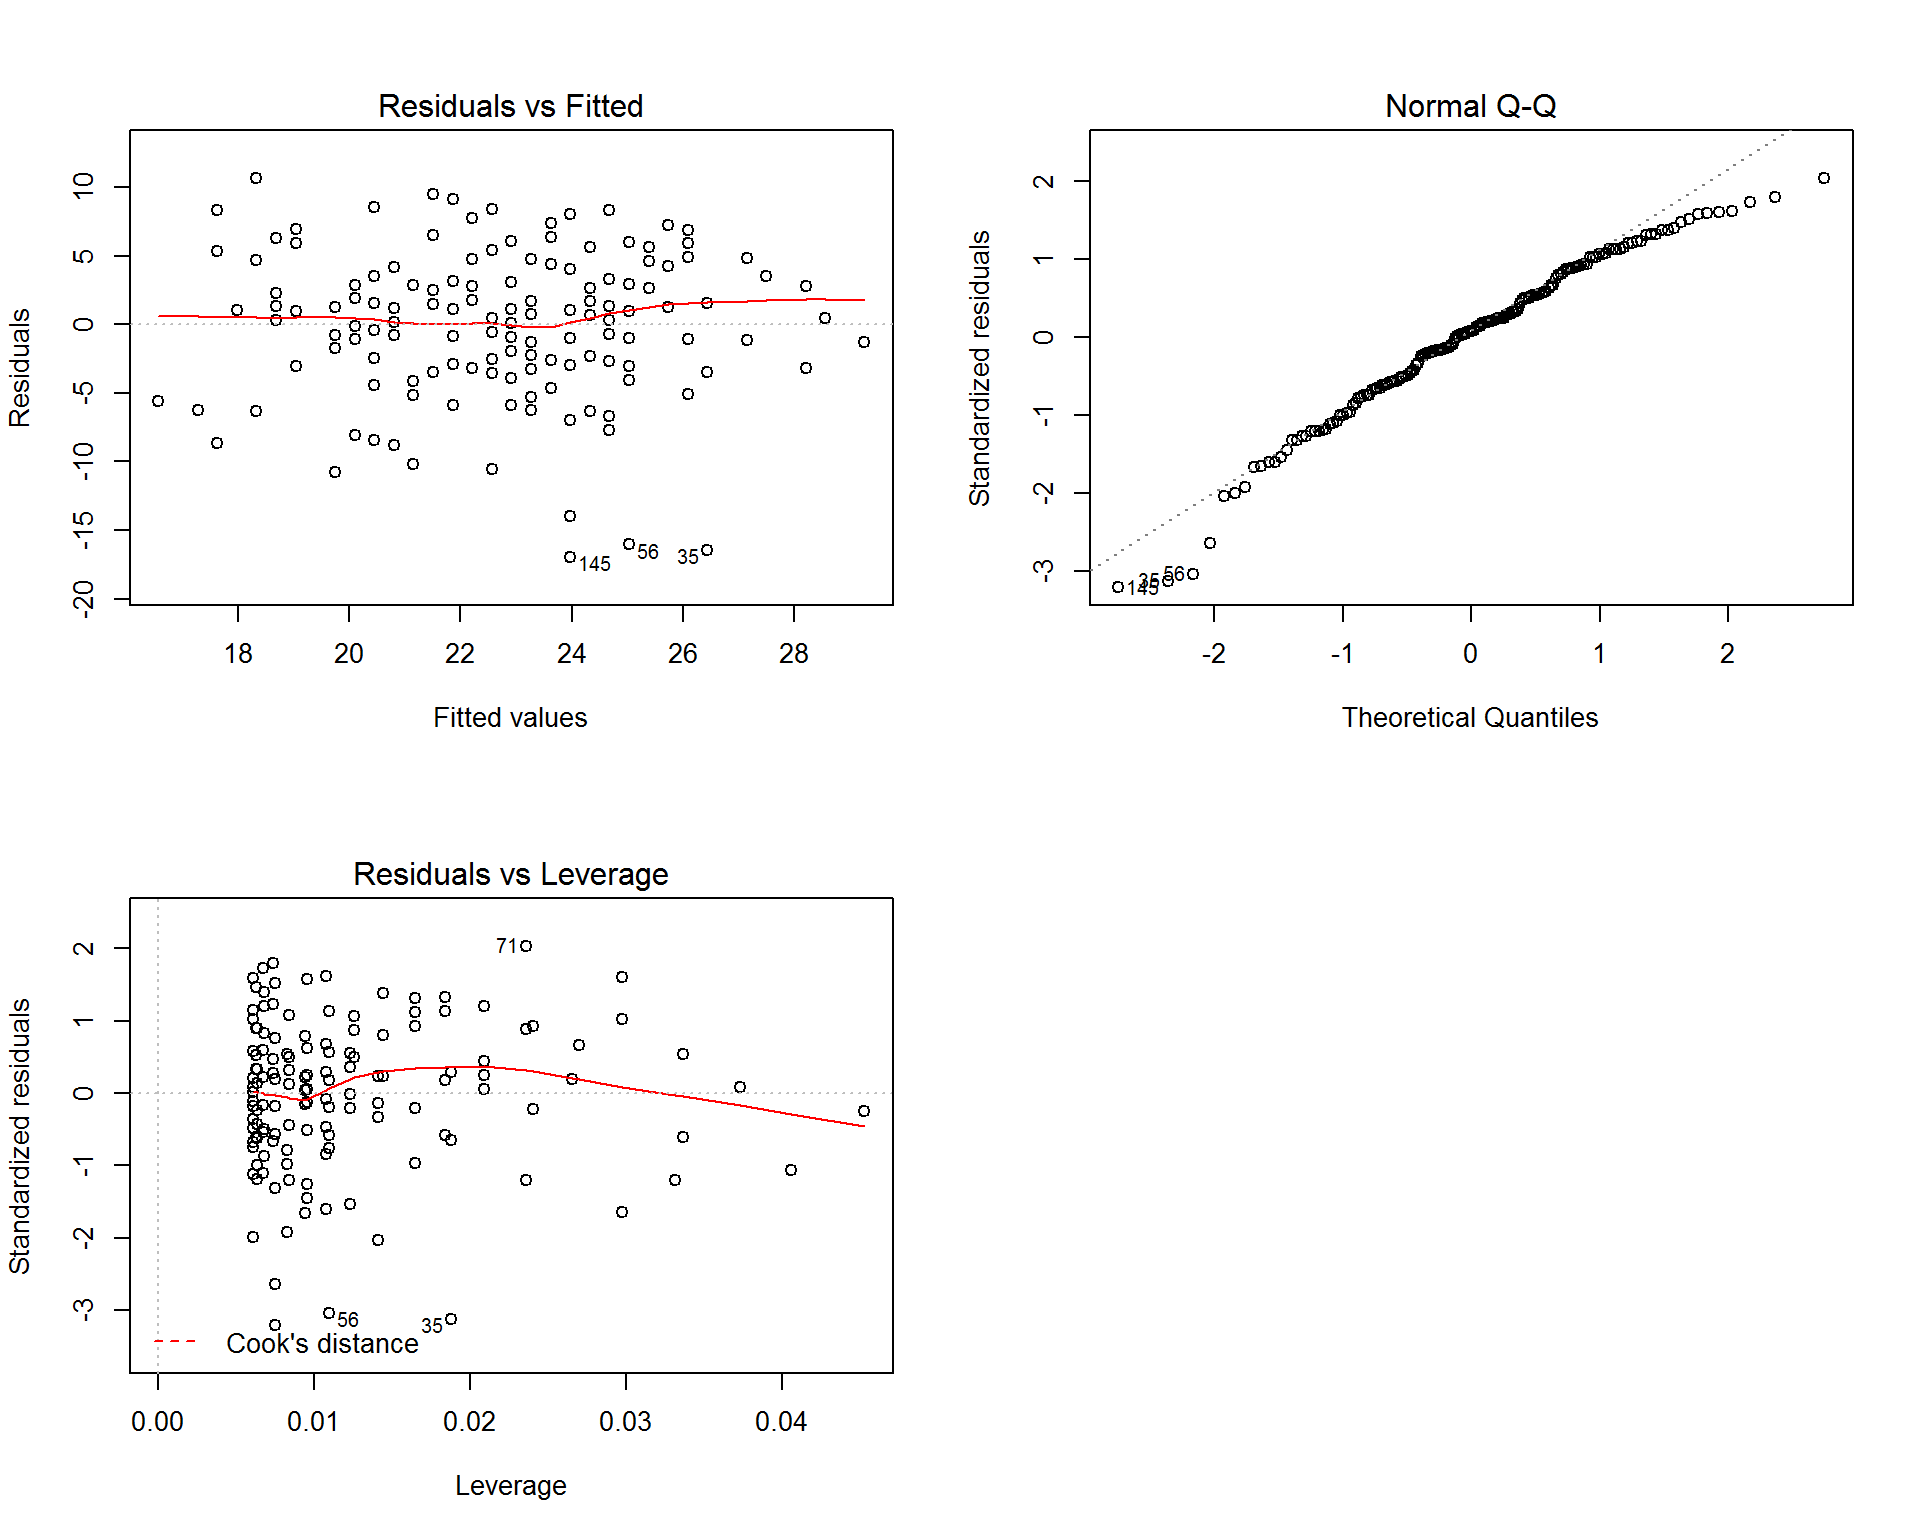 Residuals vs Fitted
Residuals
10
5
0
-5
-10
-15
-20
145
56
35
18 20 22 24 26 28
Fitted values
Normal Q-Q
Standardized residuals
2
1
0
-1
-2
-3
145
35
56
-2 -1 0 1 2
Theoretical Quantiles
Residuals vs Leverage
Standardized residuals
2
1
0
-1
-2
-3
71
56
35
Cook's distance
0.00 0.01 0.02 0.03 0.04
Leverage